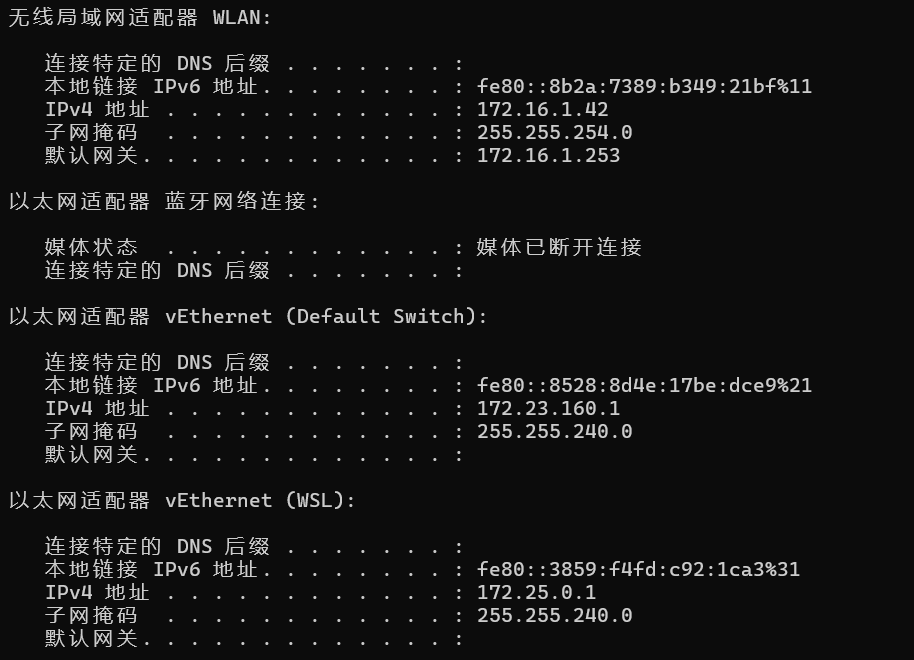 无线局域网适配器 WLAN:
连接特定的 DNS 后缀 . . . . . . . :
本地链接 IPv6 地址. . . . . . . . : fe80::8b2a:7389:b349:21bf%11
IPv4 地址 . . . . . . . . . . . . : 172.16.1.42
子网掩码  . . . . . . . . . . . . : 255.255.254.0
默认网关. . . . . . . . . . . . . : 172.16.1.253
以太网适配器 蓝牙网络连接:
媒体状态  . . . . . . . . . . . . : 媒体已断开连接
连接特定的 DNS 后缀 . . . . . . . :
以太网适配器 vEthernet (Default Switch):
连接特定的 DNS 后缀 . . . . . . . :
本地链接 IPv6 地址. . . . . . . . : fe80::8528:8d4e:17be:dce9%21
IPv4 地址 . . . . . . . . . . . . : 172.23.160.1
子网掩码  . . . . . . . . . . . . : 255.255.240.0
默认网关. . . . . . . . . . . . . :
以太网适配器 vEthernet (WSL):
连接特定的 DNS 后缀 . . . . . . . :
本地链接 IPv6 地址. . . . . . . . : fe80::3859:f4fd:c92:1ca3%31
IPv4 地址 . . . . . . . . . . . . : 172.25.0.1
子网掩码  . . . . . . . . . . . . : 255.255.240.0
默认网关. . . . . . . . . . . . . :